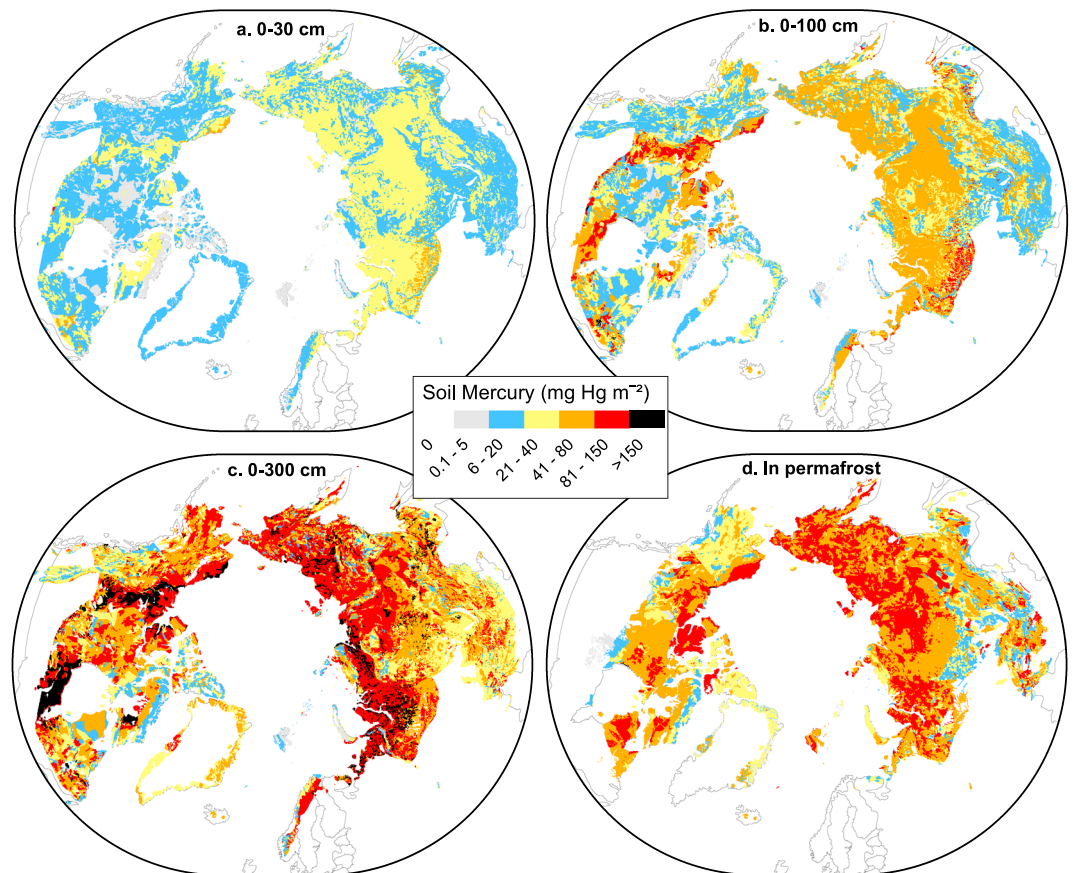 a. 0-30 cm
b. 0-100 cm
Soil Mercury (mg Hg m⁻²)
0
0.1 - 5
6 - 20
21 - 40
41 - 80
81 - 150
>150
c. 0-300 cm
d. In permafrost